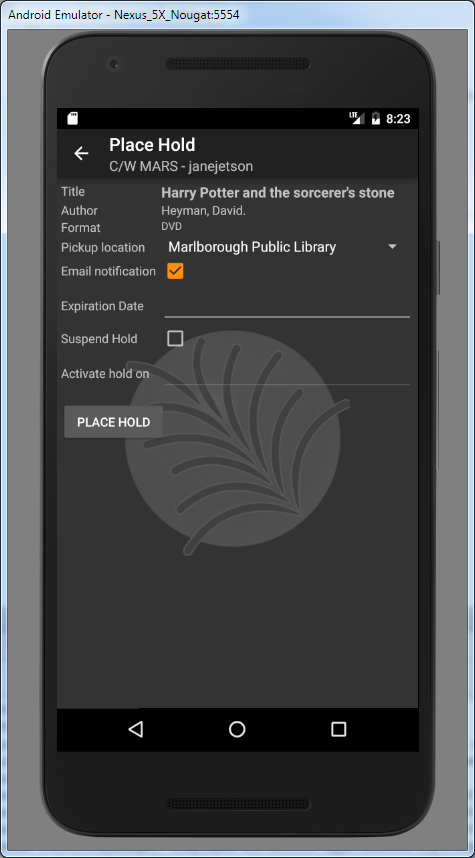 Android Emulator - Nexus_5X_Nougat:5554
LTE 8:23
Place Hold
C/W MARS - janejetson
Title Harry Potter and the sorcerer's stone
Author Heyman, David.
Format DVD
Pickup location Marlborough Public Library
Email notification
Expiration Date
Suspend Hold
Activate hold on
PLACE HOLD